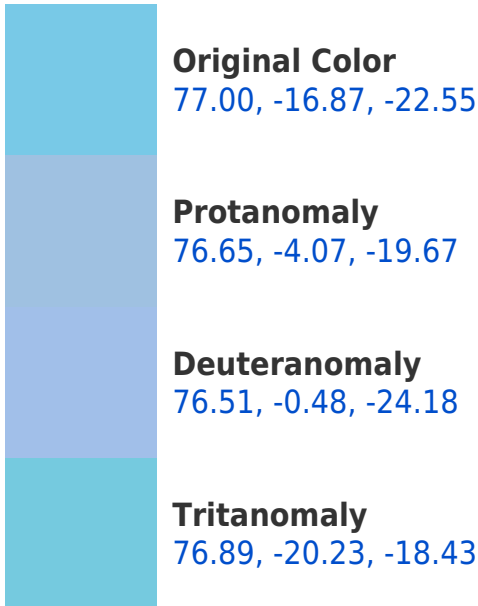 Original Color
77.00, -16.87, -22.55
Protanomaly
76.65, -4.07, -19.67
Deuteranomaly
76.51, -0.48, -24.18
Tritanomaly
76.89, -20.23, -18.43